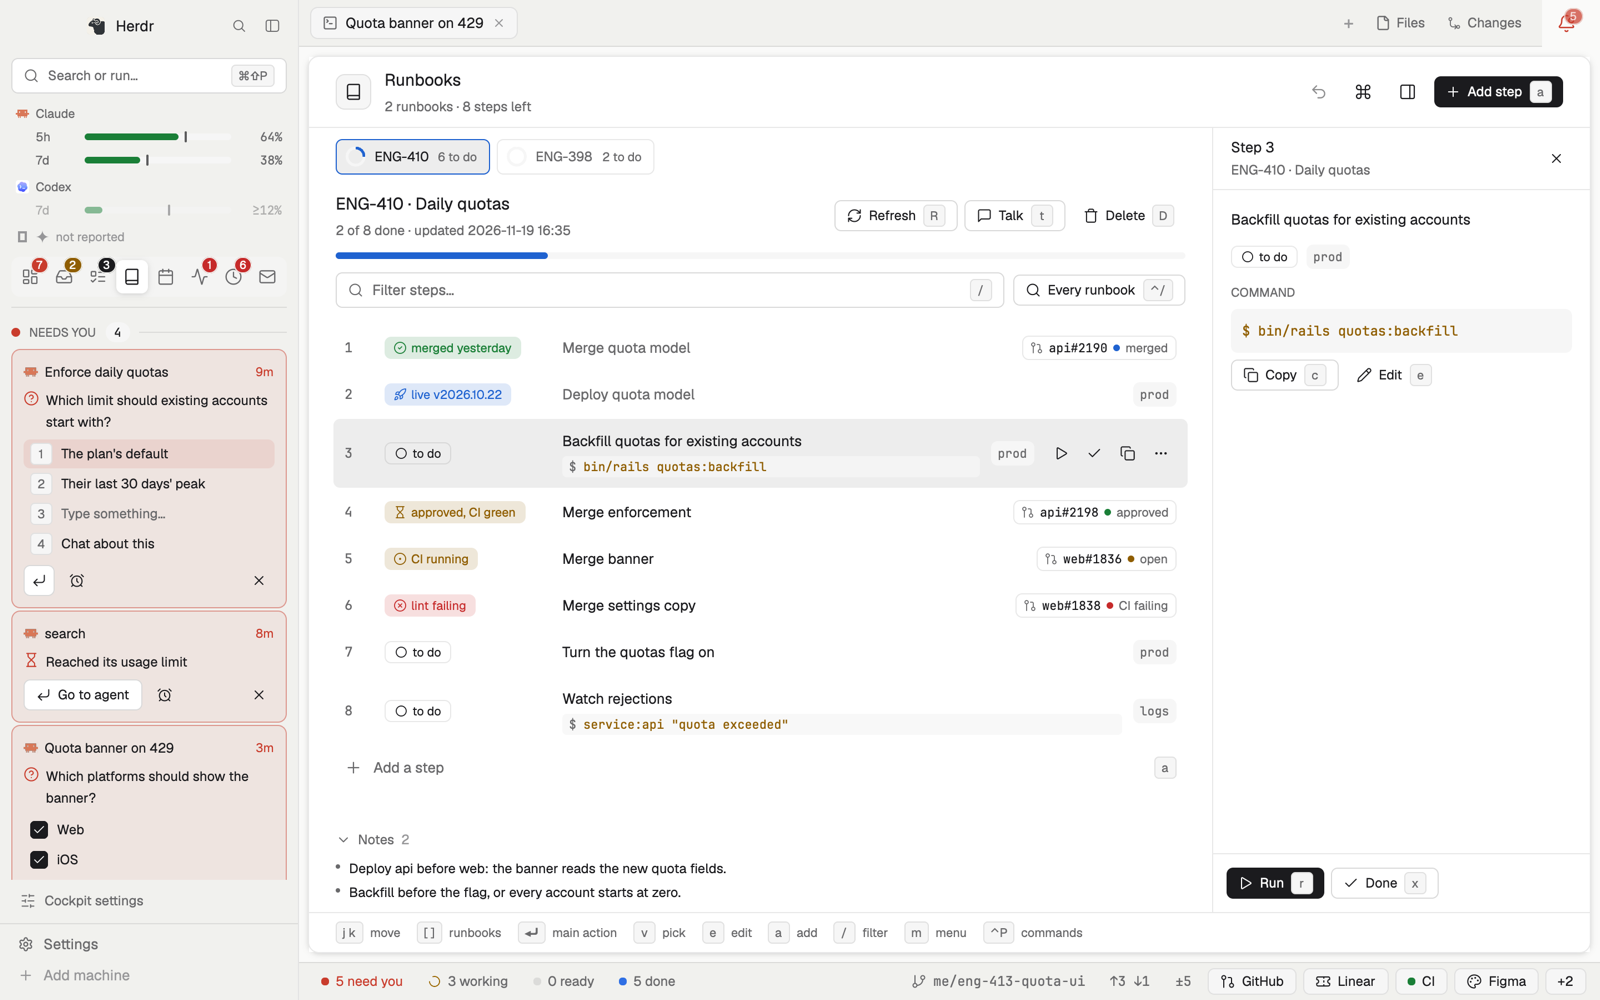 Herdr
Search or run... ⌘⇧P
Claude
5h 64%
7d 38%
Codex
7d ≥12%
not reported
7 2 3 1 6
NEEDS YOU 4
Enforce daily quotas 9m
Which limit should existing accounts
start with?
1 The plan's default
2 Their last 30 days' peak
3 Type something...
4 Chat about this
search 8m
Reached its usage limit
Go to agent
Quota banner on 429 3m
Which platforms should show the
banner?
Web
iOS
Cockpit settings
Settings
Add machine
Quota banner on 429
Files
Changes
5
Runbooks
2 runbooks · 8 steps left
Add step a
ENG-410 6 to do
ENG-398 2 to do
ENG-410 · Daily quotas
2 of 8 done · updated 2026-11-19 16:35
Refresh R
Talk t
Delete D
Filter steps... /
Every runbook ^/
1 merged yesterday Merge quota model api#2190 merged
2 live v2026.10.22 Deploy quota model prod
3 to do Backfill quotas for existing accounts prod
$ bin/rails quotas:backfill
4 approved, CI green Merge enforcement api#2198 approved
5 CI running Merge banner web#1836 open
6 lint failing Merge settings copy web#1838 CI failing
7 to do Turn the quotas flag on prod
8 to do Watch rejections logs
$ service:api "quota exceeded"
Add a step a
Notes 2
• Deploy api before web: the banner reads the new quota fields.
• Backfill before the flag, or every account starts at zero.
j k move [ ] runbooks ↵ main action v pick e edit a add / filter m menu ^P commands
Step 3
ENG-410 · Daily quotas
Backfill quotas for existing accounts
to do prod
COMMAND
$ bin/rails quotas:backfill
Copy c
Edit e
Run r
Done x
5 need you
3 working
0 ready
5 done
me/eng-413-quota-ui ↑3 ↓1 ±5
GitHub
Linear
CI
Figma
+2